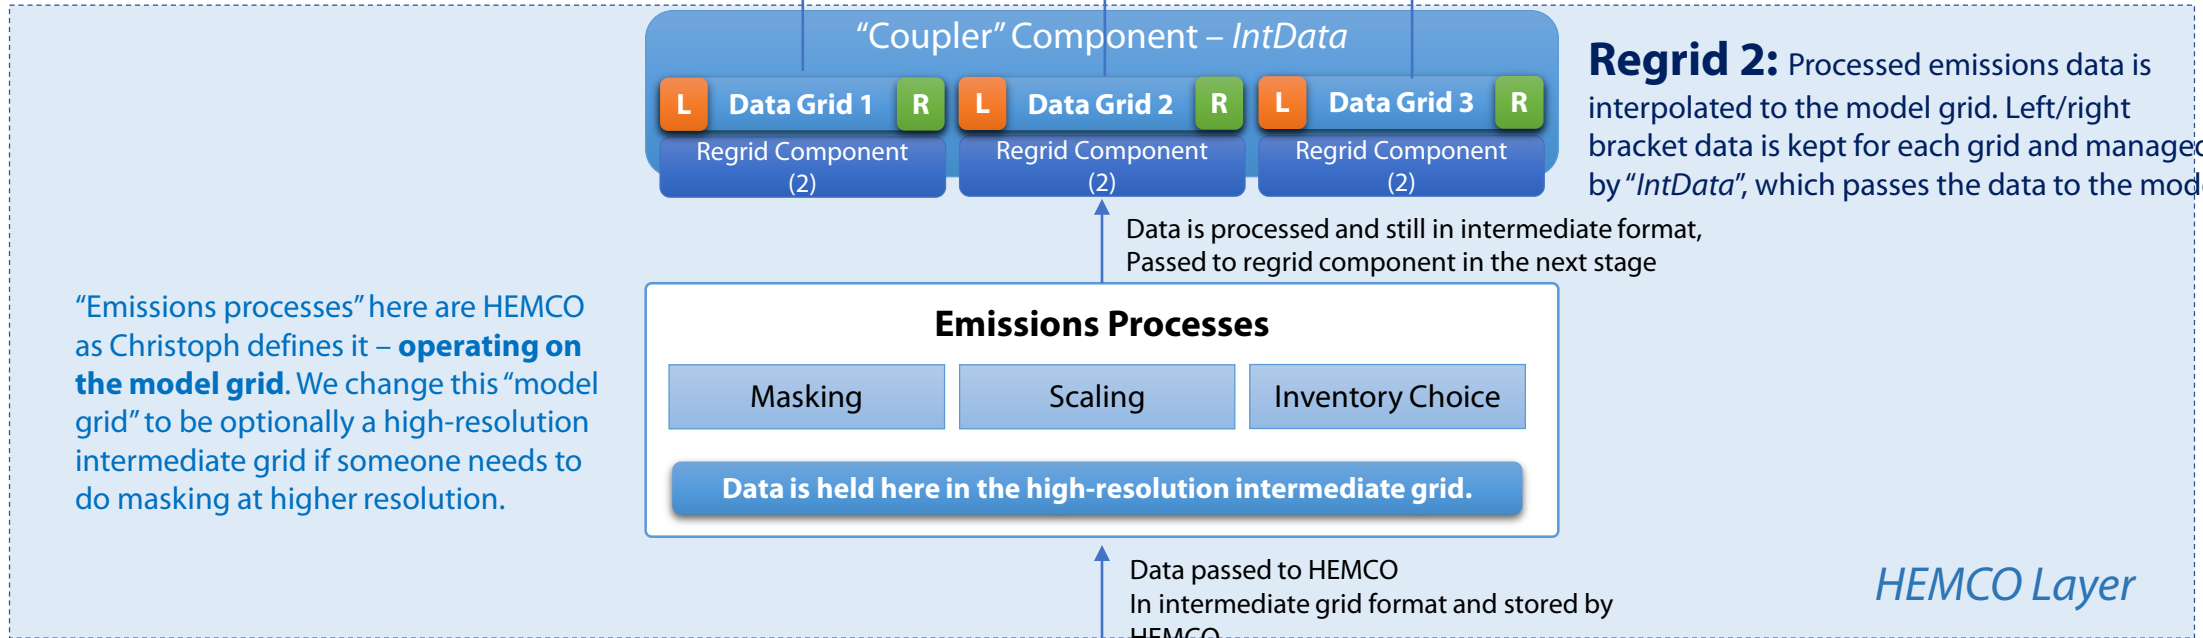 “Coupler” Component – IntData
L Data Grid 1 R L Data Grid 2 R L Data Grid 3 R
Regrid Component
(2)
Regrid Component
(2)
Regrid Component
(2)
Regrid 2: Processed emissions data is
interpolated to the model grid. Left/right
bracket data is kept for each grid and managed
by “IntData”, which passes the data to the
Data is processed and still in intermediate format,
Passed to regrid component in the next stage
“Emissions processes” here are HEMCO
as Christoph defines it – operating on
the model grid. We change this “model
grid” to be optionally a high-resolution
intermediate grid if someone needs to
do masking at higher resolution.
Emissions Processes
Masking Scaling Inventory Choice
Data is held here in the high-resolution intermediate grid.
Data passed to HEMCO
In intermediate grid format and stored by
HEMCO
HEMCO Layer